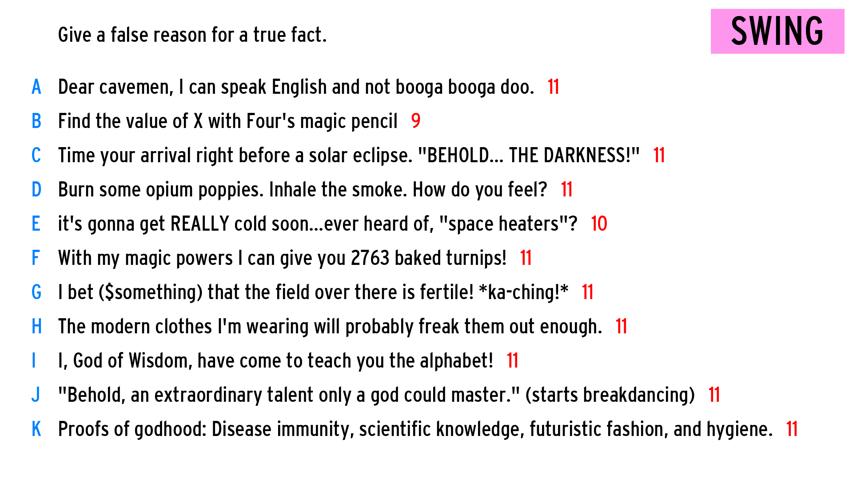 Give a false reason for a true fact.
SWING
A Dear cavemen, I can speak English and not booga booga doo. 11
B Find the value of X with Four's magic pencil 9
C Time your arrival right before a solar eclipse. "BEHOLD... THE DARKNESS!" 11
D Burn some opium poppies. Inhale the smoke. How do you feel? 11
E it's gonna get REALLY cold soon...ever heard of, "space heaters"? 10
F With my magic powers I can give you 2763 baked turnips! 11
G I bet ($something) that the field over there is fertile! *ka-ching!* 11
H The modern clothes I'm wearing will probably freak them out enough. 11
I I, God of Wisdom, have come to teach you the alphabet! 11
J "Behold, an extraordinary talent only a god could master." (starts breakdancing) 11
K Proofs of godhood: Disease immunity, scientific knowledge, futuristic fashion, and hygiene. 11